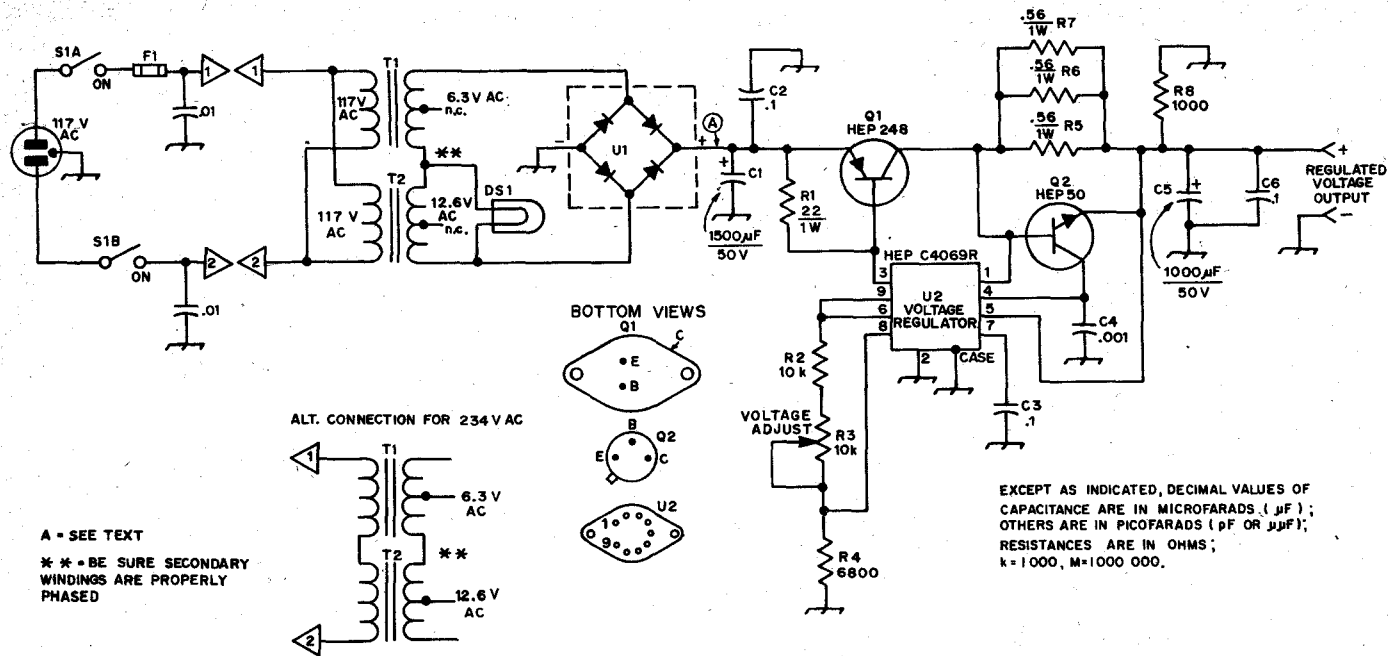 S1A
ON
F1
.01
117 V
AC
1
1
S1B
ON
.01
2
2
T1
117V
AC
6.3V AC
n.c.
**
T2
117 V
AC
12.6V
AC
n.c.
DS1
U1
-
+
A
C2
.1
+
C1
1500µF
50V
R1
22
1W
Q1
HEP 248
.56
1W
R7
.56
1W
R6
.56
1W
R5
R8
1000
Q2
HEP 50
C5
+
1000µF
50V
C6
.1
+
REGULATED
VOLTAGE
OUTPUT
-
HEP C4069R
3
9
6
8
U2
VOLTAGE
REGULATOR
1
4
5
7
2
CASE
C4
.001
C3
.1
R2
10k
VOLTAGE
ADJUST
R3
10k
R4
6800
BOTTOM VIEWS
Q1
C
E
B
B
Q2
E
C
U2
1
9
ALT. CONNECTION FOR 234 V AC
1
T1
6.3 V
AC
T2
**
12.6 V
AC
2
A = SEE TEXT
** = BE SURE SECONDARY
WINDINGS ARE PROPERLY
PHASED
EXCEPT AS INDICATED, DECIMAL VALUES OF
CAPACITANCE ARE IN MICROFARADS (µF) ;
OTHERS ARE IN PICOFARADS (pF OR µµF);
RESISTANCES ARE IN OHMS;
k=1000, M=1000 000.